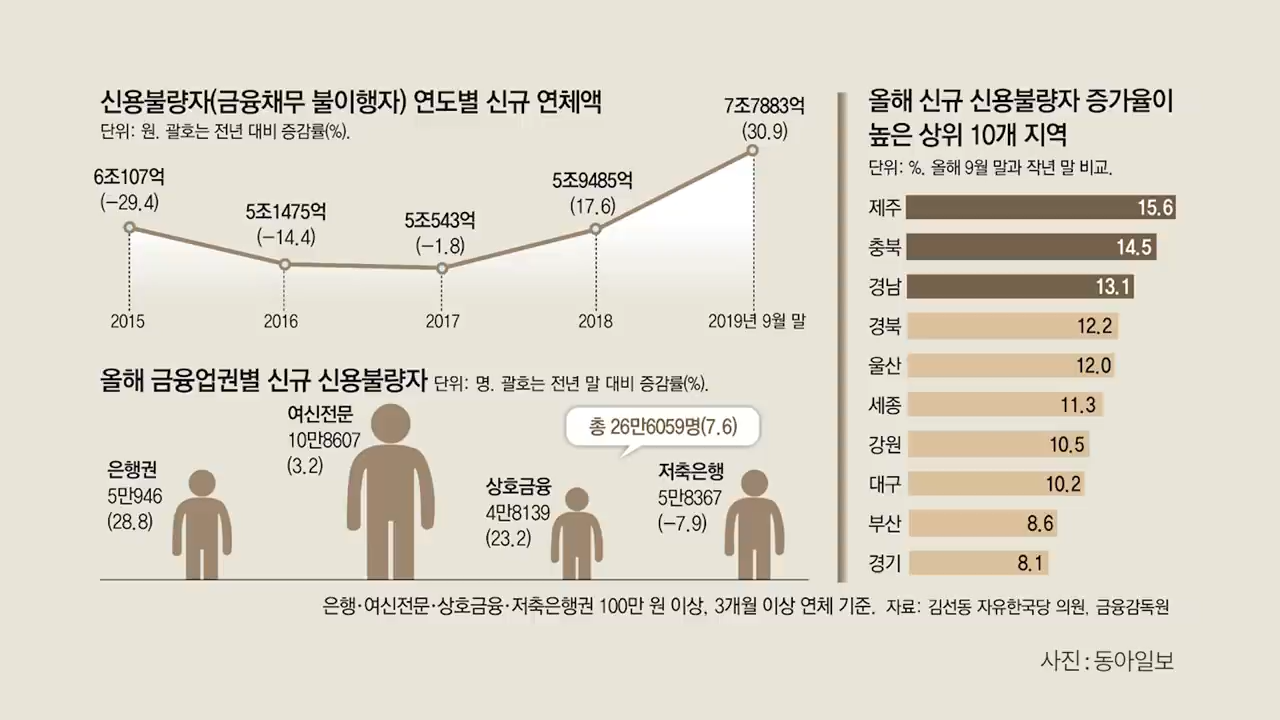 신용불량자(금융채무 불이행자) 연도별 신규 연체액
단위: 원. 괄호는 전년 대비 증감률(%).
6조107억
(−29.4)
5조1475억
(−14.4)
5조543억
(−1.8)
5조9485억
(17.6)
7조7883억
(30.9)
2015
2016
2017
2018
2019년 9월 말
올해 금융업권별 신규 신용불량자 단위: 명. 괄호는 전년 말 대비 증감률(%).
은행권
5만946
(28.8)
여신전문
10만8607
(3.2)
상호금융
4만8139
(23.2)
총 26만6059명(7.6)
저축은행
5만8367
(−7.9)
올해 신규 신용불량자 증가율이
높은 상위 10개 지역
단위: %. 올해 9월 말과 작년 말 비교.
제주 15.6
충북 14.5
경남 13.1
경북 12.2
울산 12.0
세종 11.3
강원 10.5
대구 10.2
부산 8.6
경기 8.1
은행·여신전문·상호금융·저축은행권 100만 원 이상, 3개월 이상 연체 기준. 자료: 김선동 자유한국당 의원, 금융감독원
사진 : 동아일보